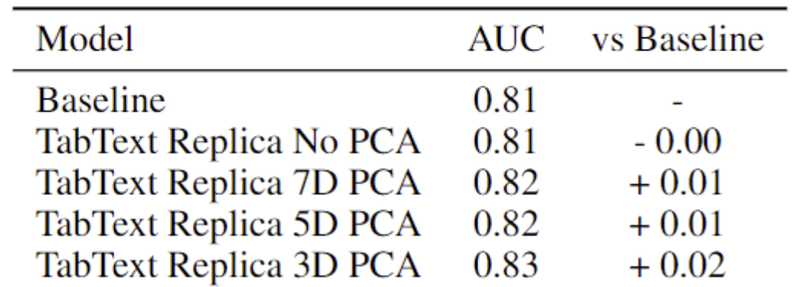 Model AUC vs Baseline
Baseline 0.81 -
TabText Replica No PCA 0.81 - 0.00
TabText Replica 7D PCA 0.82 + 0.01
TabText Replica 5D PCA 0.82 + 0.01
TabText Replica 3D PCA 0.83 + 0.02